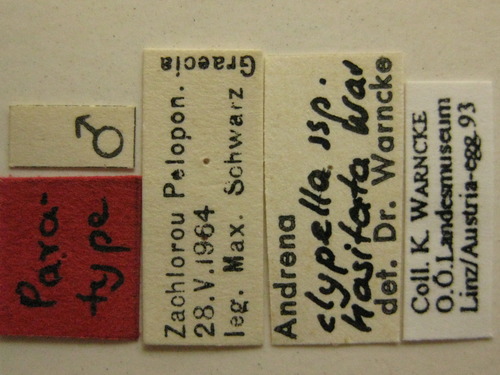 ♂
Para-
type
Zachlorou Pelopon.
28.V.1964 Graecia
leg. Max. Schwarz
Andrena
clypella ssp.
hasitata War
det. Dr. Warncke
Coll. K. WARNCKE
O.Ö.Landesmuseum
Linz/Austria-egg 93